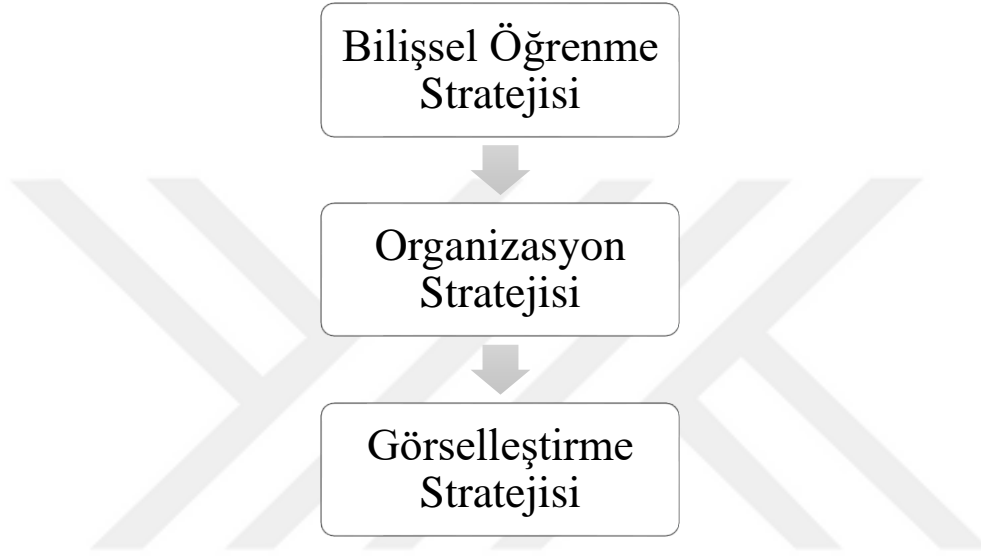 Bilişsel Öğrenme
Stratejisi
Organizasyon
Stratejisi
Görselleştirme
Stratejisi